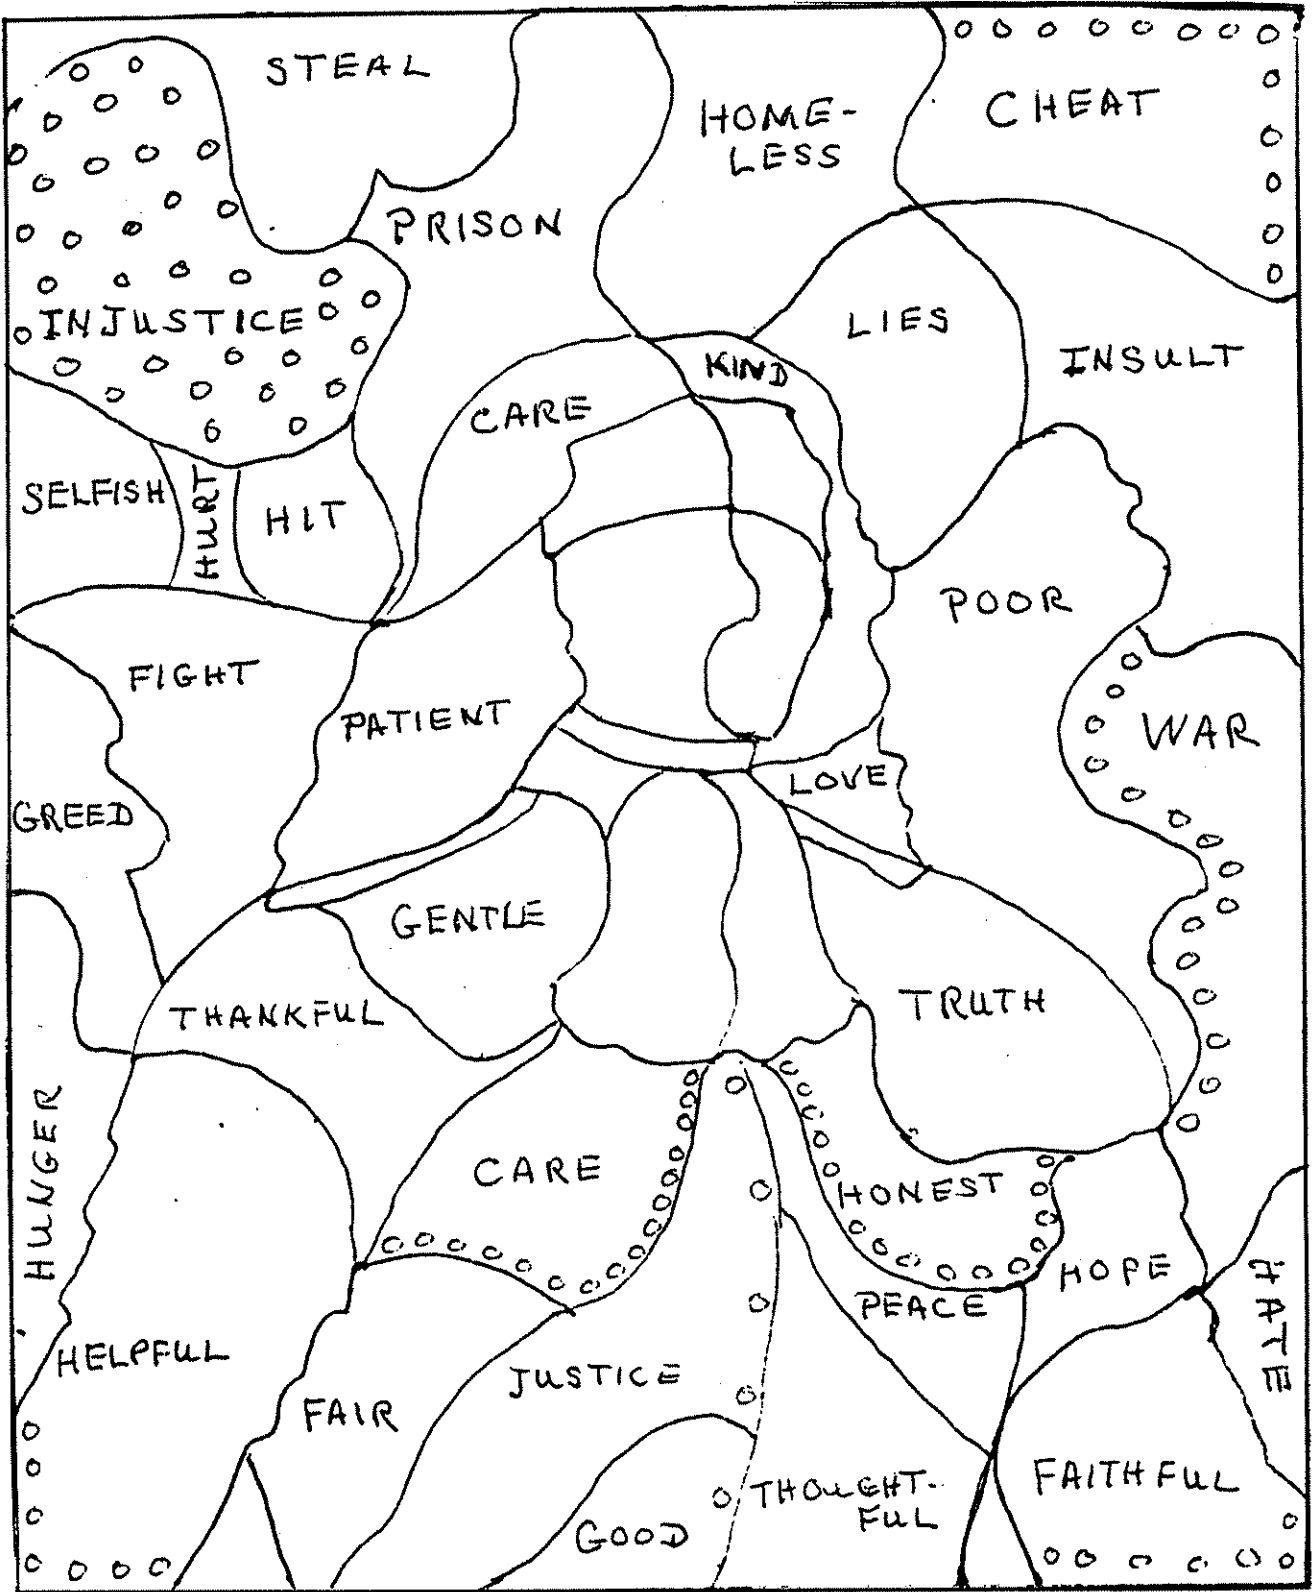 STEAL
HOME-
LESS
CHEAT
PRISON
INJUSTICE
LIES
INSULT
KIND
CARE
SELFISH
HURT
HIT
POOR
FIGHT
PATIENT
WAR
GREED
LOVE
GENTLE
THANKFUL
TRUTH
HUNGER
CARE
HONEST
HOPE
PEACE
HATE
HELPFUL
JUSTICE
FAIR
FAITHFUL
THOUGHT-
FUL
GOOD